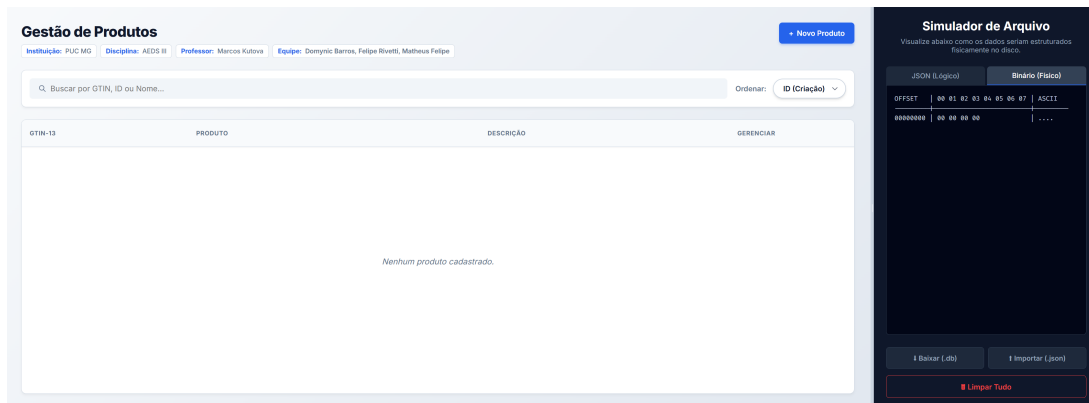 Gestão de Produtos
+ Novo Produto
Instituição: PUC MG Disciplina: AEDS III Professor: Marcos Kutova Equipe: Domynic Barros, Felipe Rivetti, Matheus Felipe
Buscar por GTIN, ID ou Nome...
Ordenar: ID (Criação)
GTIN-13 PRODUTO DESCRIÇÃO GERENCIAR
Nenhum produto cadastrado.
Simulador de Arquivo
Visualize abaixo como os dados seriam estruturados
fisicamente no disco.
JSON (Lógico) Binário (Físico)
OFFSET | 00 01 02 03 04 05 06 07 | ASCII
00000000 | 00 00 00 00 | ....
⬇ Baixar (.db) ⬆ Importar (.json)
Limpar Tudo